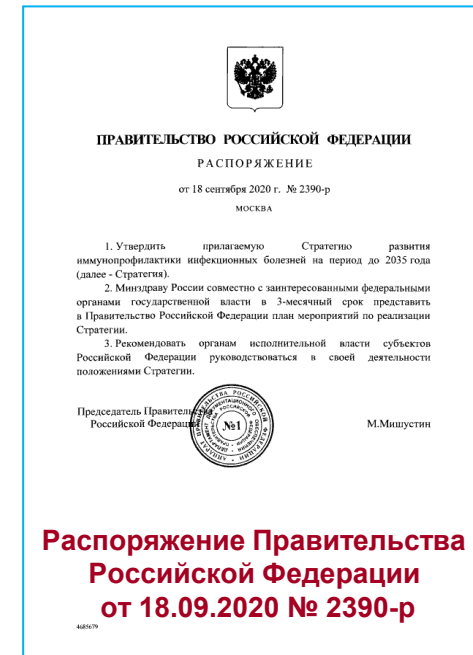 ПРАВИТЕЛЬСТВО РОССИЙСКОЙ ФЕДЕРАЦИИ
РАСПОРЯЖЕНИЕ
от 18 сентября 2020 г. № 2390-р
МОСКВА
1. Утвердить прилагаемую Стратегию развития
иммунопрофилактики инфекционных болезней на период до 2035 года
(далее - Стратегия).
2. Минздраву России совместно с заинтересованными федеральными
органами государственной власти в 3-месячный срок представить
в Правительство Российской Федерации план мероприятий по реализации
Стратегии.
3. Рекомендовать органам исполнительной власти субъектов
Российской Федерации руководствоваться в своей деятельности
положениями Стратегии.
Председатель Правительства
Российской Федерации
М.Мишустин
№1
Распоряжение Правительства
Российской Федерации
от 18.09.2020 № 2390-р
4685679